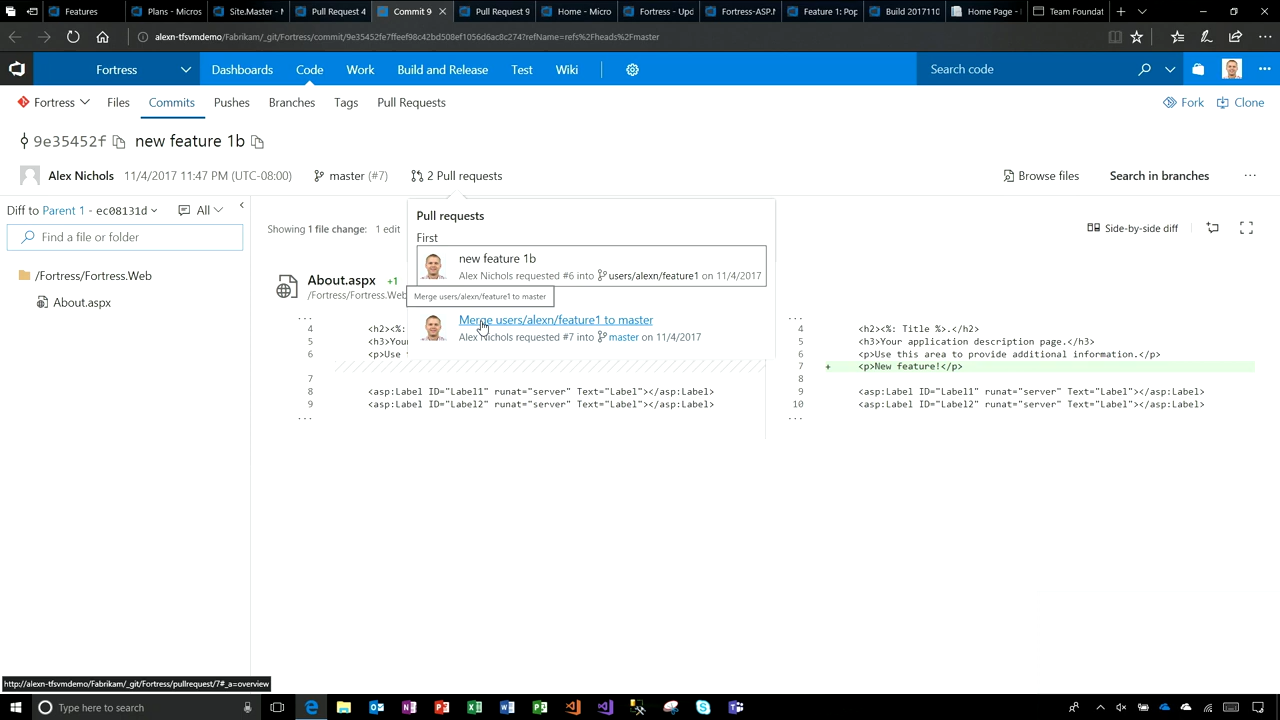 Features
Plans - Micros
Site.Master - M
Pull Request 4
Commit 9
Pull Request 9
Home - Micro
Fortress - Upd
Fortress-ASP.N
Feature 1: Pop
Build 2017110
Home Page -
Team Foundat
alexn-tfsvmdemo/Fabrikam/_git/Fortress/commit/9e35452fe7ffeef98c42bd508ef1056d6ac8c274?refName=refs%2Fheads%2Fmaster
Fortress
Dashboards
Code
Work
Build and Release
Test
Wiki
Search code
Fortress
Files
Commits
Pushes
Branches
Tags
Pull Requests
Fork
Clone
9e35452f
new feature 1b
Alex Nichols 11/4/2017 11:47 PM (UTC-08:00)
master (#7)
2 Pull requests
Browse files
Search in branches
Diff to Parent 1 - ec08131d
All
Find a file or folder
/Fortress/Fortress.Web
About.aspx
Showing 1 file change: 1 edit
Side-by-side diff
Pull requests
First
new feature 1b
Alex Nichols requested #6 into users/alexn/feature1 on 11/4/2017
Merge users/alexn/feature1 to master
Merge users/alexn/feature1 to master
Alex Nichols requested #7 into master on 11/4/2017
About.aspx +1
/Fortress/Fortress.Web
...
4 <h2><%:
5 <h3>Your
6 <p>Use t
7
8 <asp:Label ID="Label1" runat="server" Text="Label"></asp:Label>
9 <asp:Label ID="Label2" runat="server" Text="Label"></asp:Label>
...
...
4 <h2><%: Title %>.</h2>
5 <h3>Your application description page.</h3>
6 <p>Use this area to provide additional information.</p>
7 + <p>New feature!</p>
8
9 <asp:Label ID="Label1" runat="server" Text="Label"></asp:Label>
10 <asp:Label ID="Label2" runat="server" Text="Label"></asp:Label>
...
http://alexn-tfsvmdemo/Fabrikam/_git/Fortress/pullrequest/7#_a=overview
Type here to search